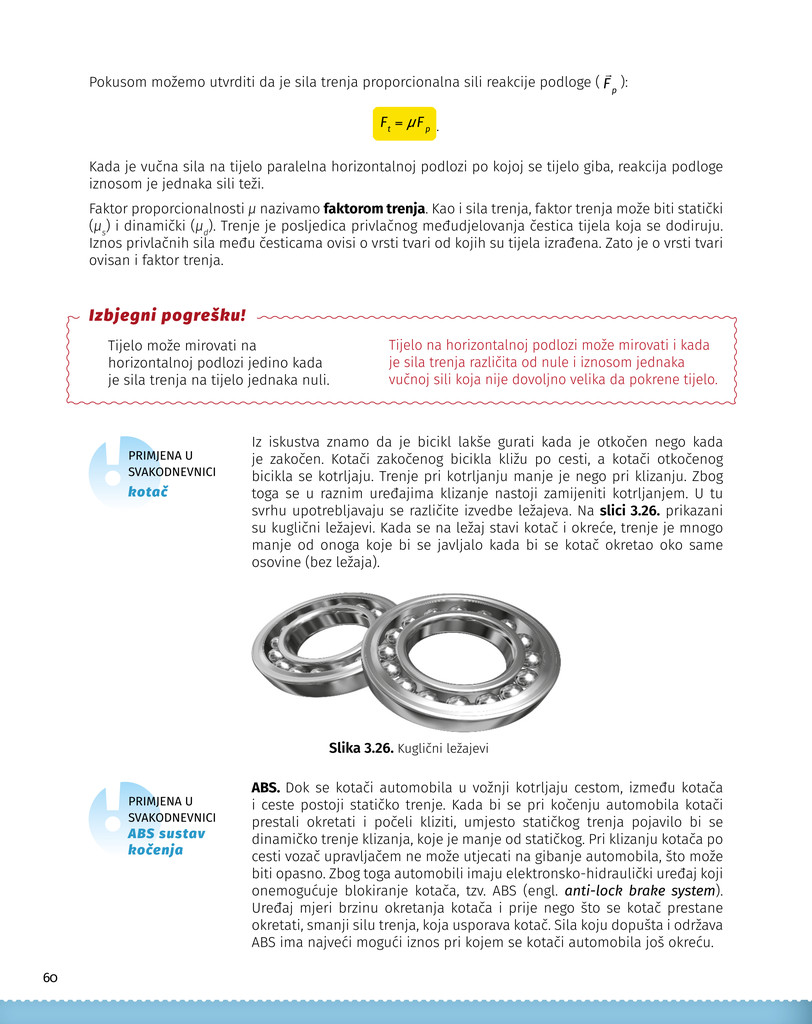 Pokusom možemo utvrditi da je sila trenja proporcionalna sili reakcije podloge ( F⃗ₚ ):
Fₜ = μFₚ .
Kada je vučna sila na tijelo paralelna horizontalnoj podlozi po kojoj se tijelo giba, reakcija podloge
iznosom je jednaka sili teži.
Faktor proporcionalnosti μ nazivamo faktorom trenja. Kao i sila trenja, faktor trenja može biti statički
(μₛ) i dinamički (μ_d). Trenje je posljedica privlačnog međudjelovanja čestica tijela koja se dodiruju.
Iznos privlačnih sila među česticama ovisi o vrsti tvari od kojih su tijela izrađena. Zato je o vrsti tvari
ovisan i faktor trenja.
Izbjegni pogrešku!
Tijelo može mirovati na
horizontalnoj podlozi jedino kada
je sila trenja na tijelo jednaka nuli.
Tijelo na horizontalnoj podlozi može mirovati i kada
je sila trenja različita od nule i iznosom jednaka
vučnoj sili koja nije dovoljno velika da pokrene tijelo.
!
PRIMJENA U
SVAKODNEVNICI
kotač
Iz iskustva znamo da je bicikl lakše gurati kada je otkočen nego kada
je zakočen. Kotači zakočenog bicikla kližu po cesti, a kotači otkočenog
bicikla se kotrljaju. Trenje pri kotrljanju manje je nego pri klizanju. Zbog
toga se u raznim uređajima klizanje nastoji zamijeniti kotrljanjem. U tu
svrhu upotrebljavaju se različite izvedbe ležajeva. Na slici 3.26. prikazani
su kuglični ležajevi. Kada se na ležaj stavi kotač i okreće, trenje je mnogo
manje od onoga koje bi se javljalo kada bi se kotač okretao oko same
osovine (bez ležaja).
Slika 3.26. Kuglični ležajevi
!
PRIMJENA U
SVAKODNEVNICI
ABS sustav
kočenja
ABS. Dok se kotači automobila u vožnji kotrljaju cestom, između kotača
i ceste postoji statičko trenje. Kada bi se pri kočenju automobila kotači
prestali okretati i počeli kliziti, umjesto statičkog trenja pojavilo bi se
dinamičko trenje klizanja, koje je manje od statičkog. Pri klizanju kotača po
cesti vozač upravljačem ne može utjecati na gibanje automobila, što može
biti opasno. Zbog toga automobili imaju elektronsko-hidraulički uređaj koji
onemogućuje blokiranje kotača, tzv. ABS (engl. anti-lock brake system).
Uređaj mjeri brzinu okretanja kotača i prije nego što se kotač prestane
okretati, smanji silu trenja, koja usporava kotač. Sila koju dopušta i održava
ABS ima najveći mogući iznos pri kojem se kotači automobila još okreću.
60